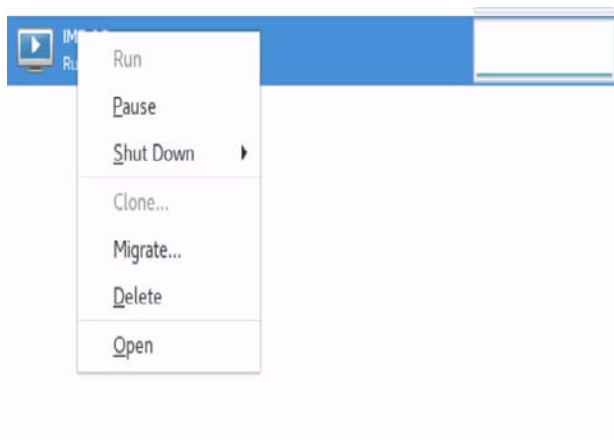 Run
Pause
Shut Down
Clone...
Migrate...
Delete
Open